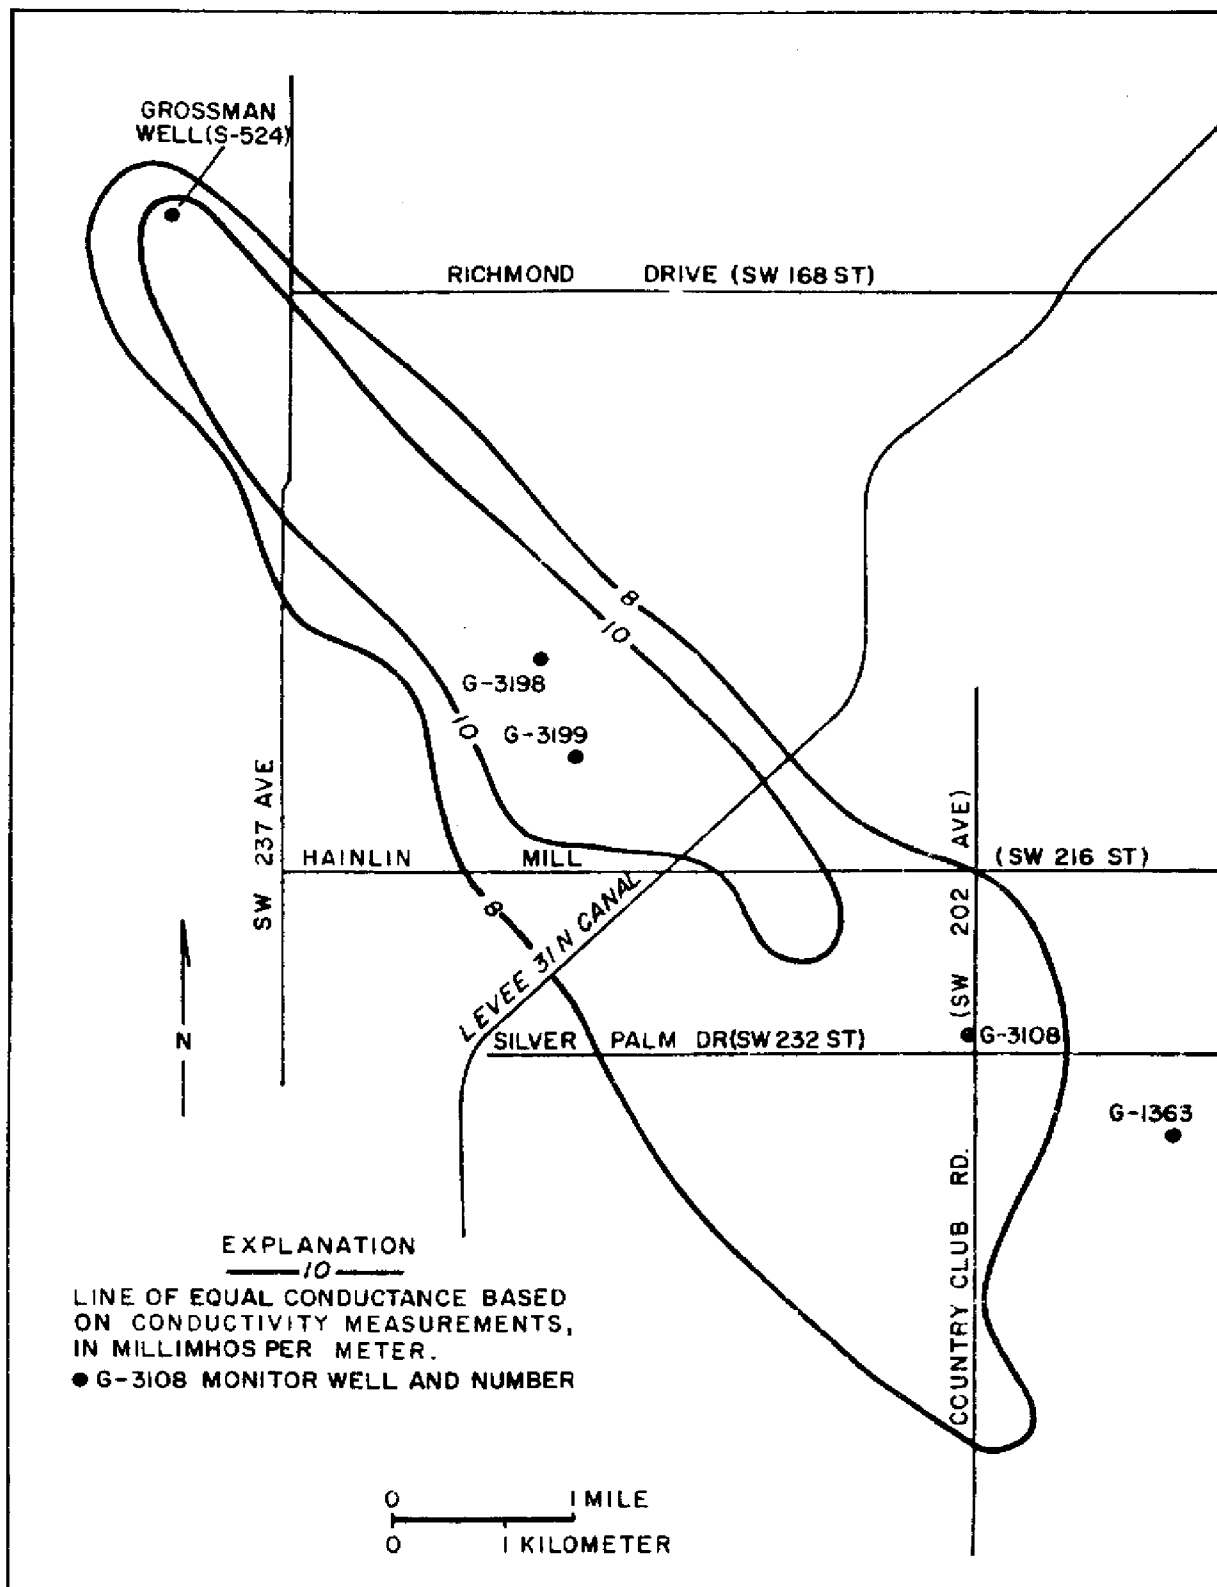 GROSSMAN
WELL(S-524)
RICHMOND DRIVE (SW 168 ST)
8
10
G-3198
10
G-3199
SW 237 AVE
HAINLIN MILL (SW 216 ST)
8
LEVEE 31 N CANAL
COUNTRY CLUB RD. (SW 202 AVE)
N
SILVER PALM DR(SW 232 ST)
G-3108
G-1363
EXPLANATION
10
LINE OF EQUAL CONDUCTANCE BASED
ON CONDUCTIVITY MEASUREMENTS,
IN MILLIMHOS PER METER.
G-3108 MONITOR WELL AND NUMBER
0 1 MILE
0 1 KILOMETER